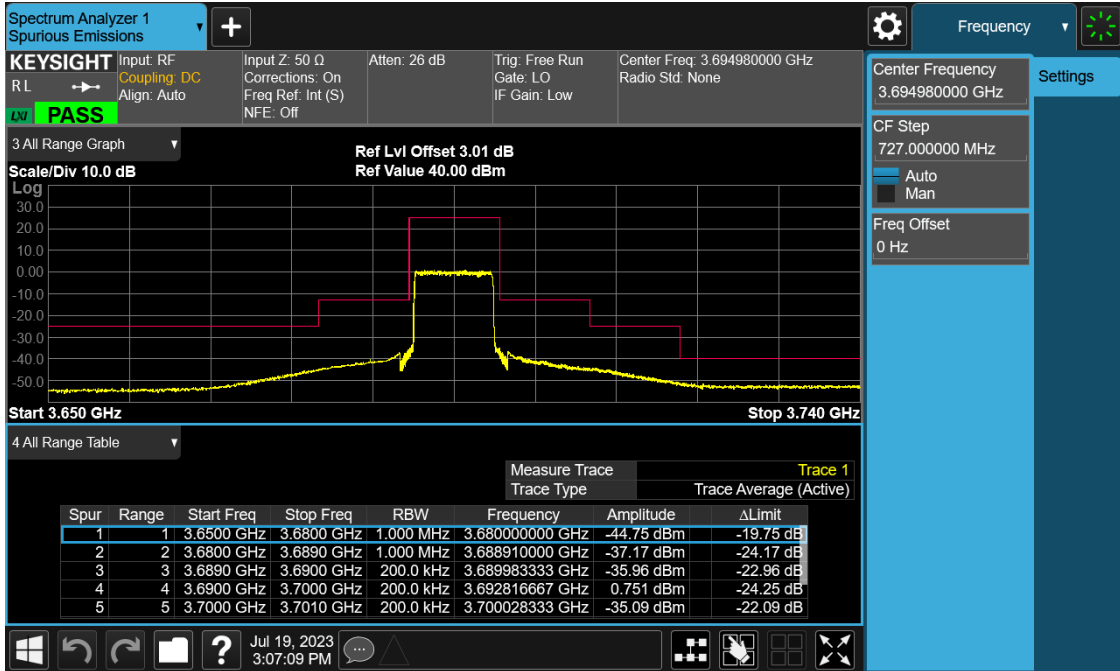 Spectrum Analyzer 1
Spurious Emissions
+
Frequency
KEYSIGHT
R L
LXI PASS
Input: RF
Coupling: DC
Align: Auto
Input Z: 50 Ω
Corrections: On
Freq Ref: Int (S)
NFE: Off
Atten: 26 dB
Trig: Free Run
Gate: LO
IF Gain: Low
Center Freq: 3.694980000 GHz
Radio Std: None
Center Frequency
3.694980000 GHz
Settings
CF Step
727.000000 MHz
Auto
Man
Freq Offset
0 Hz
3 All Range Graph
Ref Lvl Offset 3.01 dB
Scale/Div 10.0 dB
Ref Value 40.00 dBm
Log
30.0
20.0
10.0
0.00
-10.0
-20.0
-30.0
-40.0
-50.0
Start 3.650 GHz
Stop 3.740 GHz
4 All Range Table
Measure Trace Trace 1
Trace Type Trace Average (Active)
Spur Range Start Freq Stop Freq RBW Frequency Amplitude ΔLimit
1 1 3.6500 GHz 3.6800 GHz 1.000 MHz 3.680000000 GHz -44.75 dBm -19.75 dB
2 2 3.6800 GHz 3.6890 GHz 1.000 MHz 3.688910000 GHz -37.17 dBm -24.17 dB
3 3 3.6890 GHz 3.6900 GHz 200.0 kHz 3.689983333 GHz -35.96 dBm -22.96 dB
4 4 3.6900 GHz 3.7000 GHz 200.0 kHz 3.692816667 GHz 0.751 dBm -24.25 dB
5 5 3.7000 GHz 3.7010 GHz 200.0 kHz 3.700028333 GHz -35.09 dBm -22.09 dB
?
Jul 19, 2023
3:07:09 PM